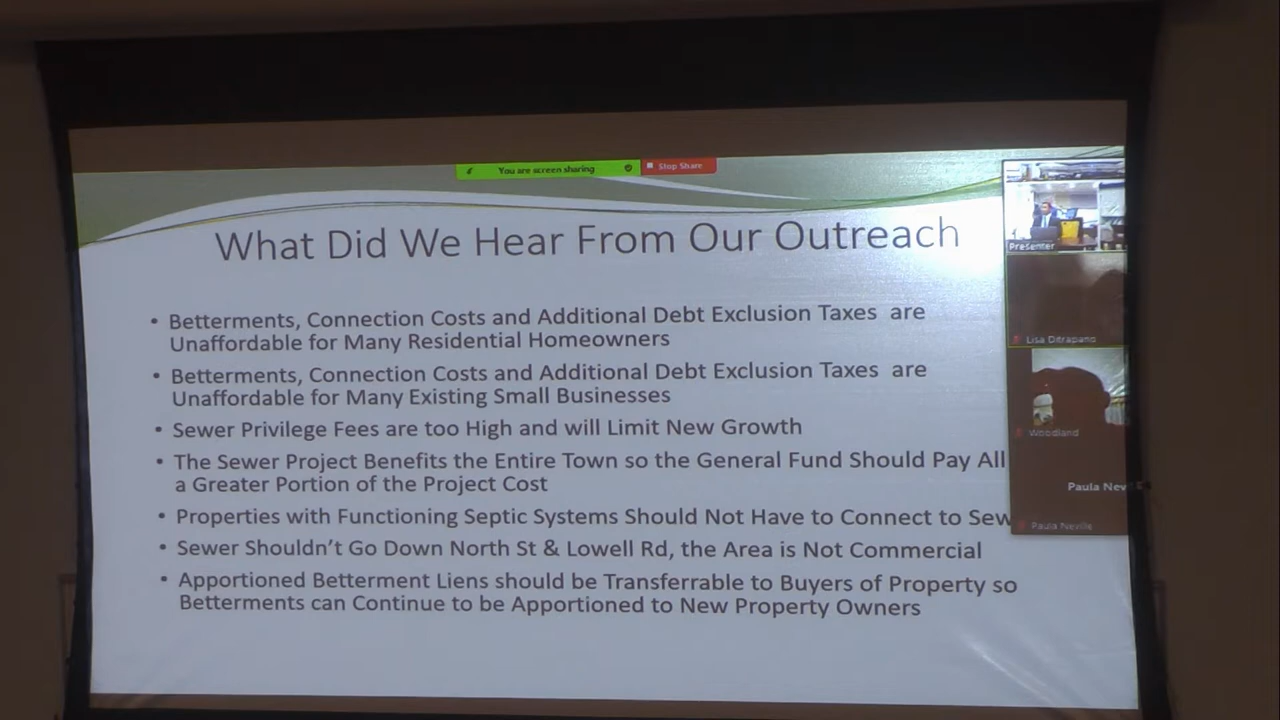 You are screen sharing
Stop Share
What Did We Hear From Our Outreach
• Betterments, Connection Costs and Additional Debt Exclusion Taxes are
Unaffordable for Many Residential Homeowners
• Betterments, Connection Costs and Additional Debt Exclusion Taxes are
Unaffordable for Many Existing Small Businesses
• Sewer Privilege Fees are too High and will Limit New Growth
• The Sewer Project Benefits the Entire Town so the General Fund Should Pay All
a Greater Portion of the Project Cost
• Properties with Functioning Septic Systems Should Not Have to Connect to Sew
• Sewer Shouldn't Go Down North St & Lowell Rd, the Area is Not Commercial
• Apportioned Betterment Liens should be Transferrable to Buyers of Property so
Betterments can Continue to be Apportioned to New Property Owners
Presenter
Lisa Ditrapano
Woodland
Paula Nev
Paula Neville